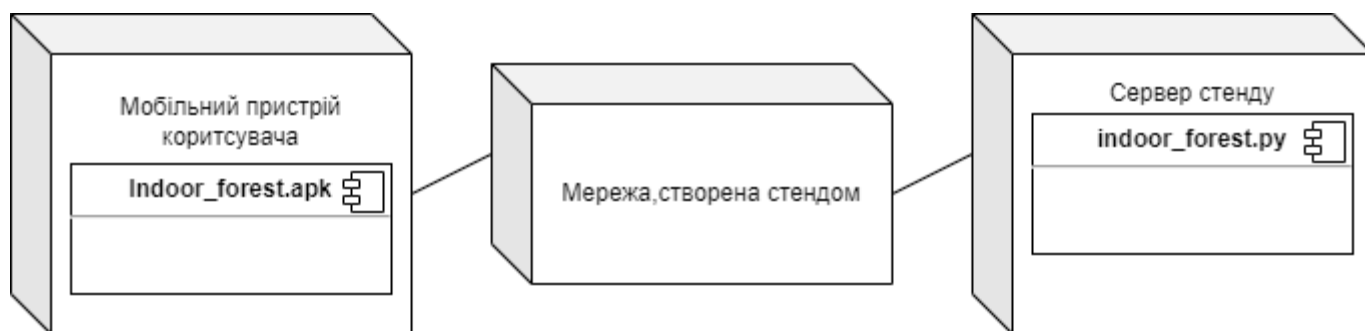 Мобільний пристрій
коритсувача
Indoor_forest.apk
Мережа,створена стендом
Сервер стенду
indoor_forest.py